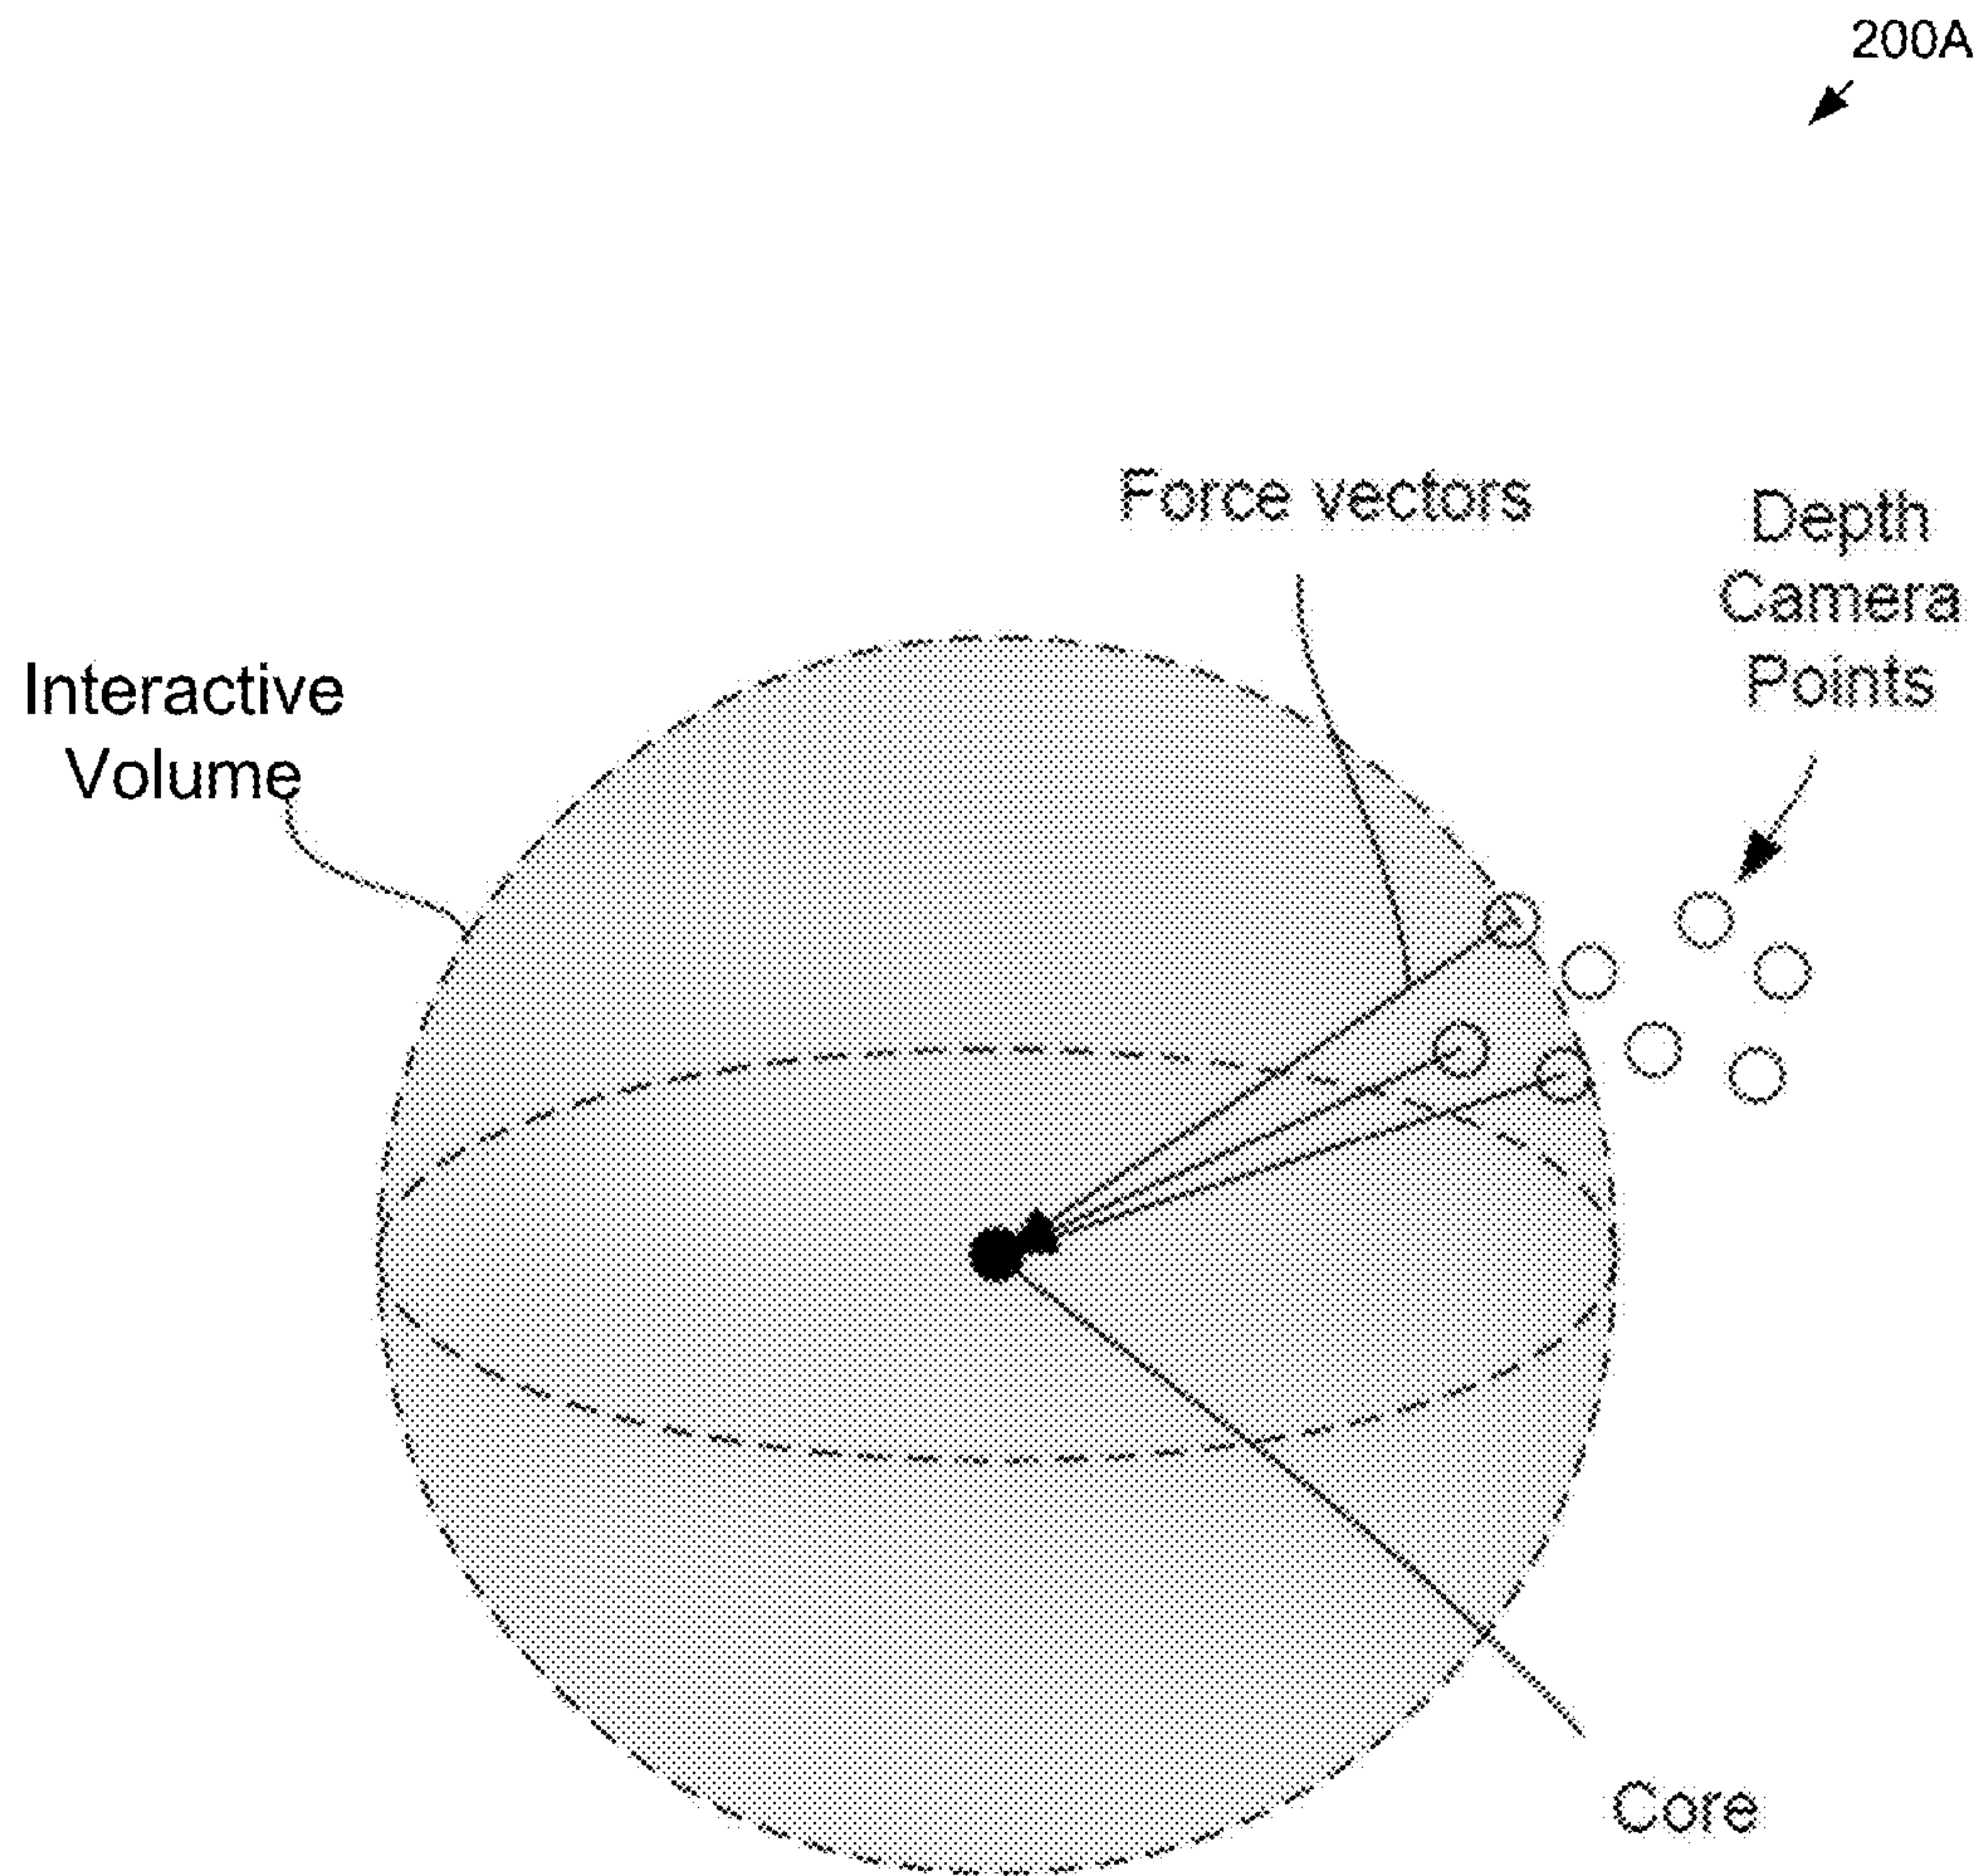 200A
Force vectors
Depth
Camera
Points
Interactive
Volume
Core